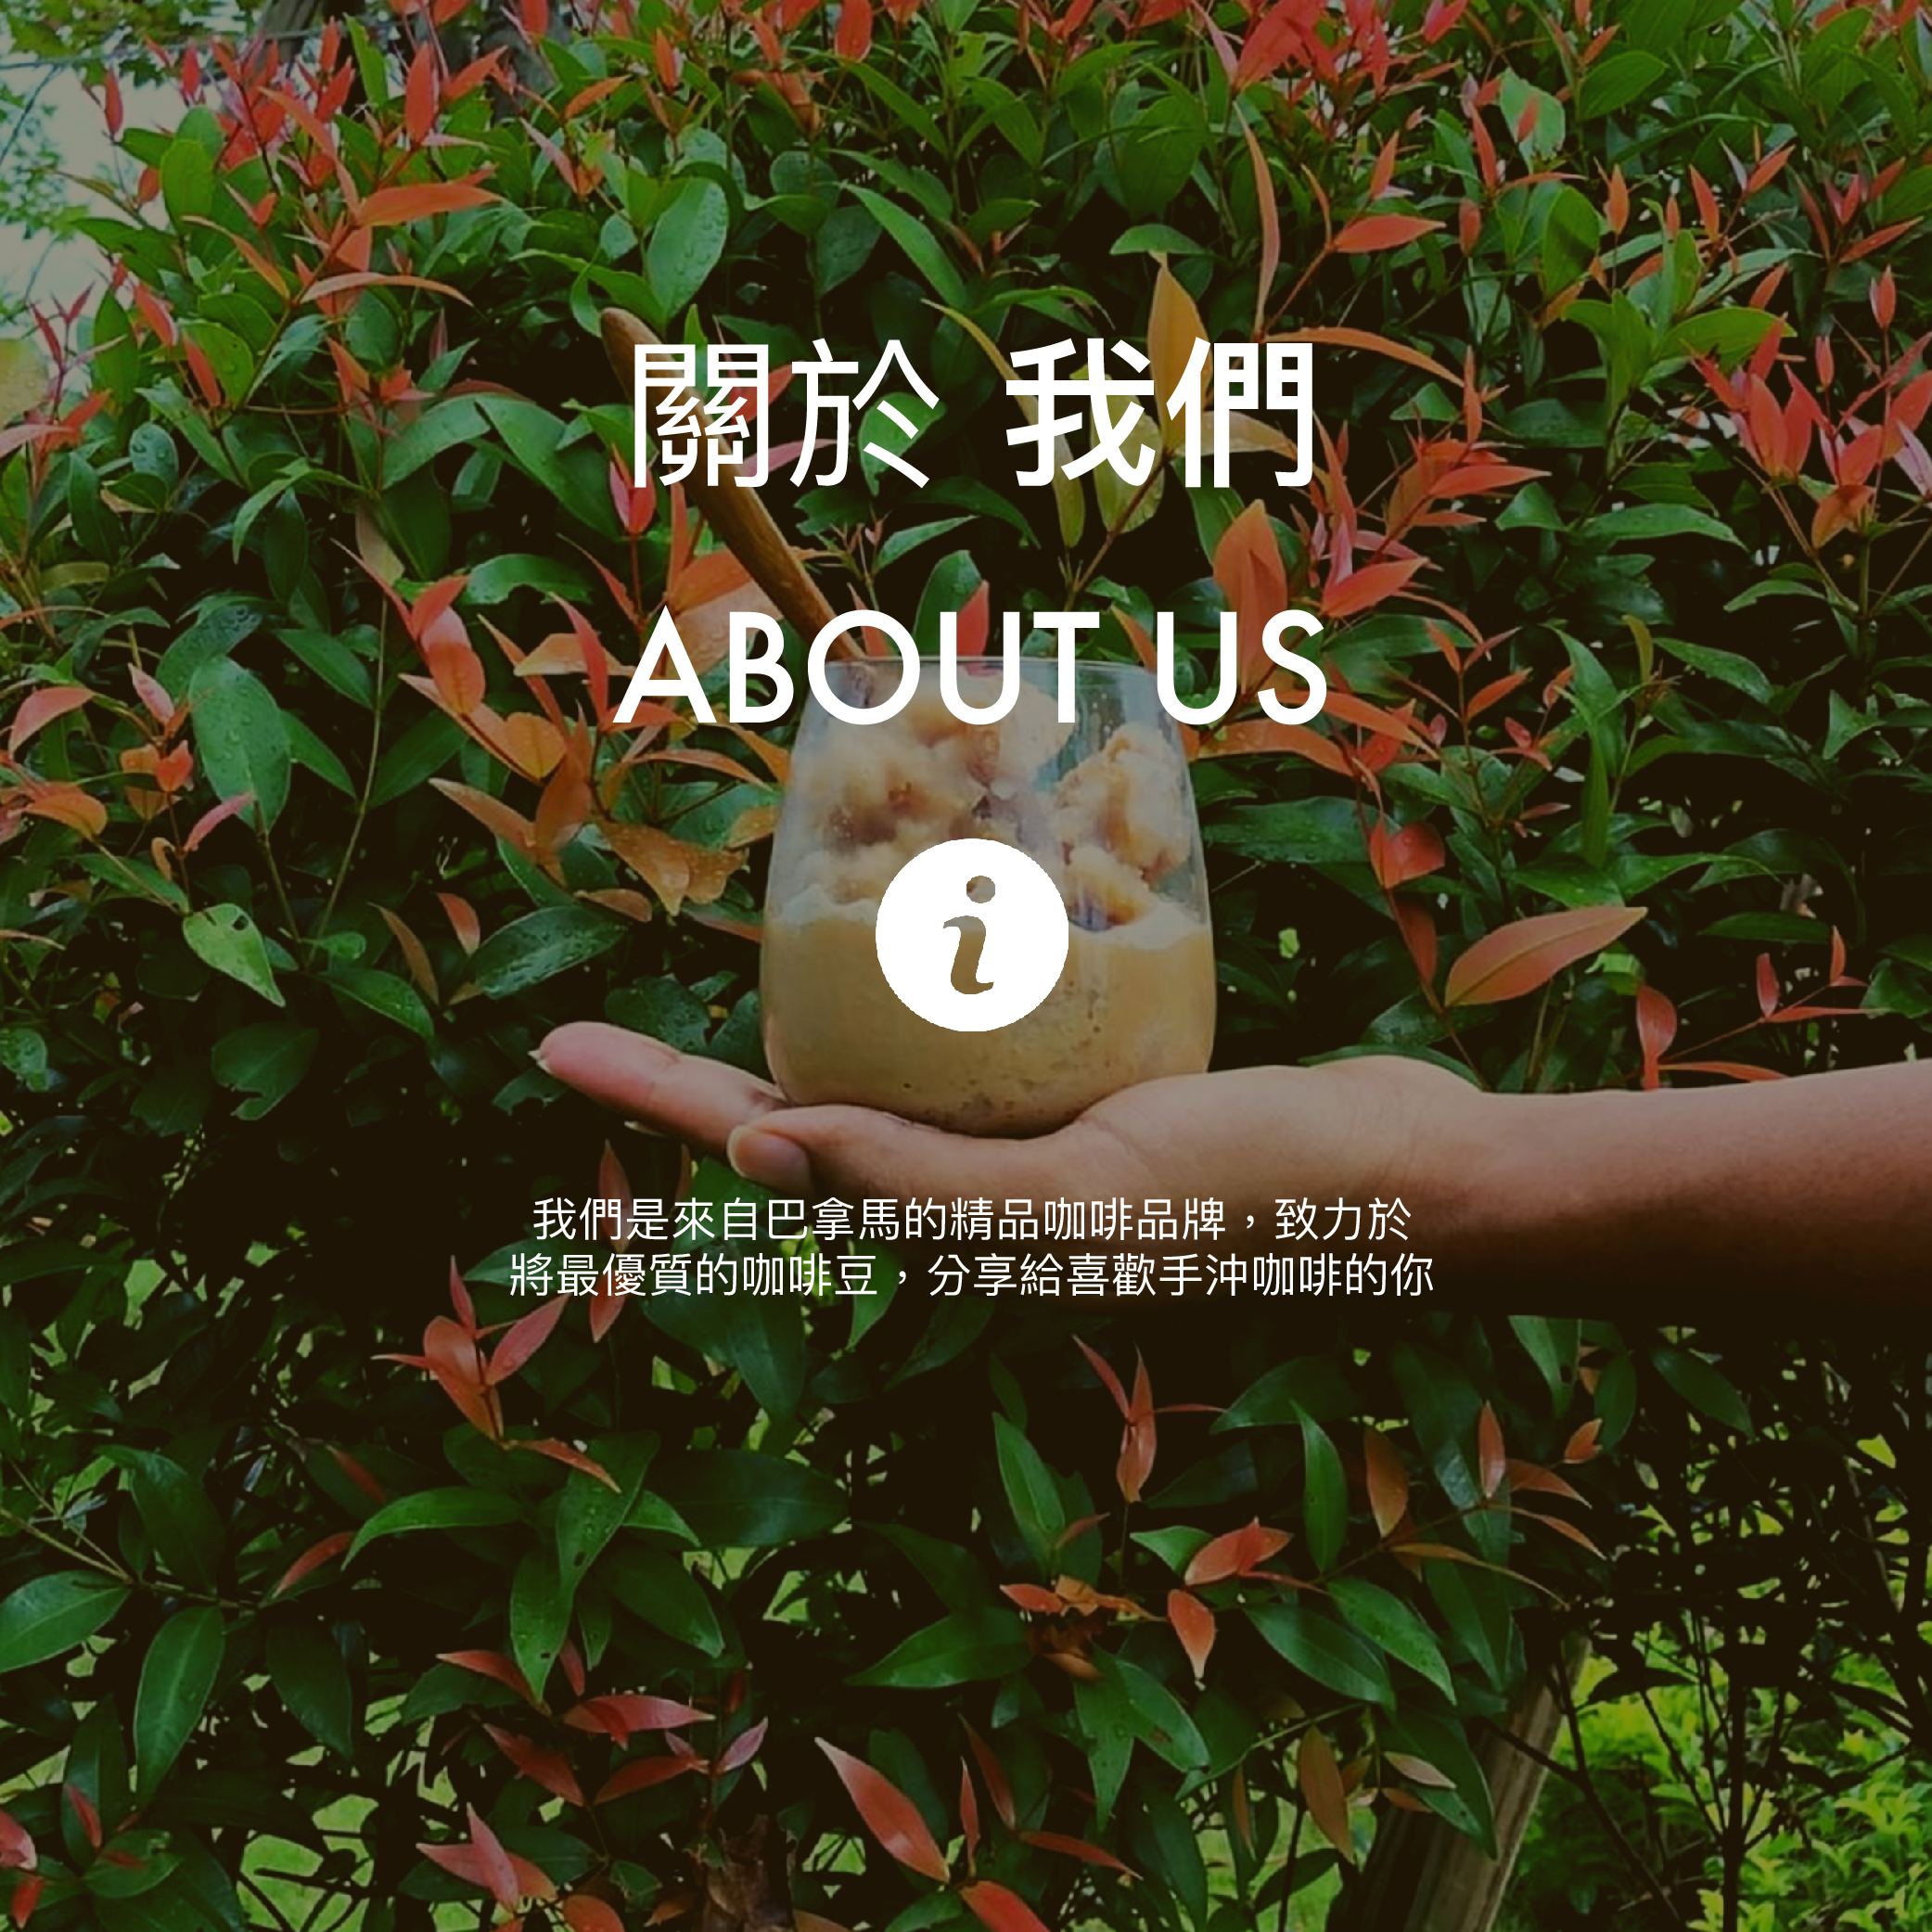 關於 我們
ABOUT US
i
我們是來自巴拿馬的精品咖啡品牌，致力於
將最優質的咖啡豆，分享給喜歡手沖咖啡的你